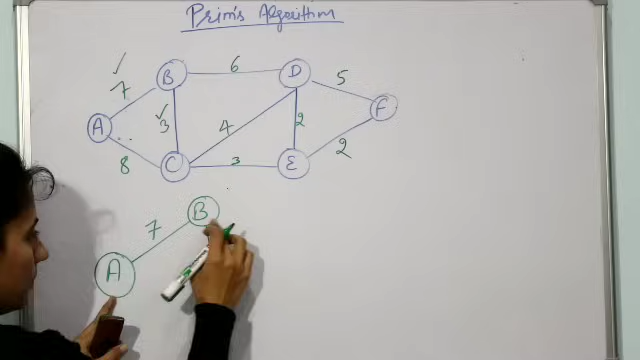 Prim's Algorithm
✓
B 6 D
7 5
✓
A 3 4 2 F
8 C 3 E 2
7 B
A